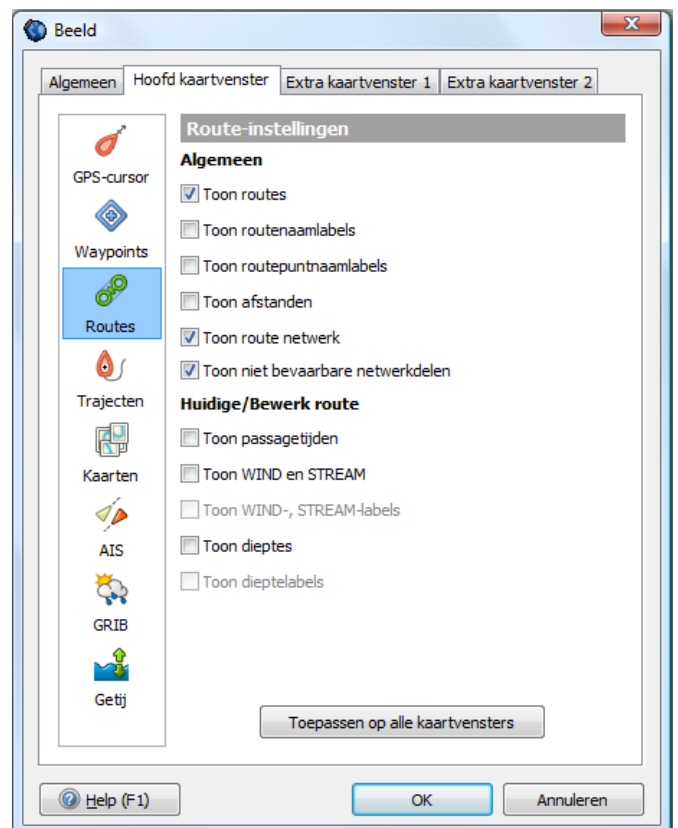 Beeld
Algemeen Hoofd kaartvenster Extra kaartvenster 1 Extra kaartvenster 2
GPS-cursor
Waypoints
Routes
Trajecten
Kaarten
AIS
GRIB
Getij
Route-instellingen
Algemeen
Toon routes
Toon routenaamlabels
Toon routepuntnaamlabels
Toon afstanden
Toon route netwerk
Toon niet bevaarbare netwerkdelen
Huidige/Bewerk route
Toon passagetijden
Toon WIND en STREAM
Toon WIND-, STREAM-labels
Toon dieptes
Toon dieptelabels
Toepassen op alle kaartvensters
Help (F1) OK Annuleren